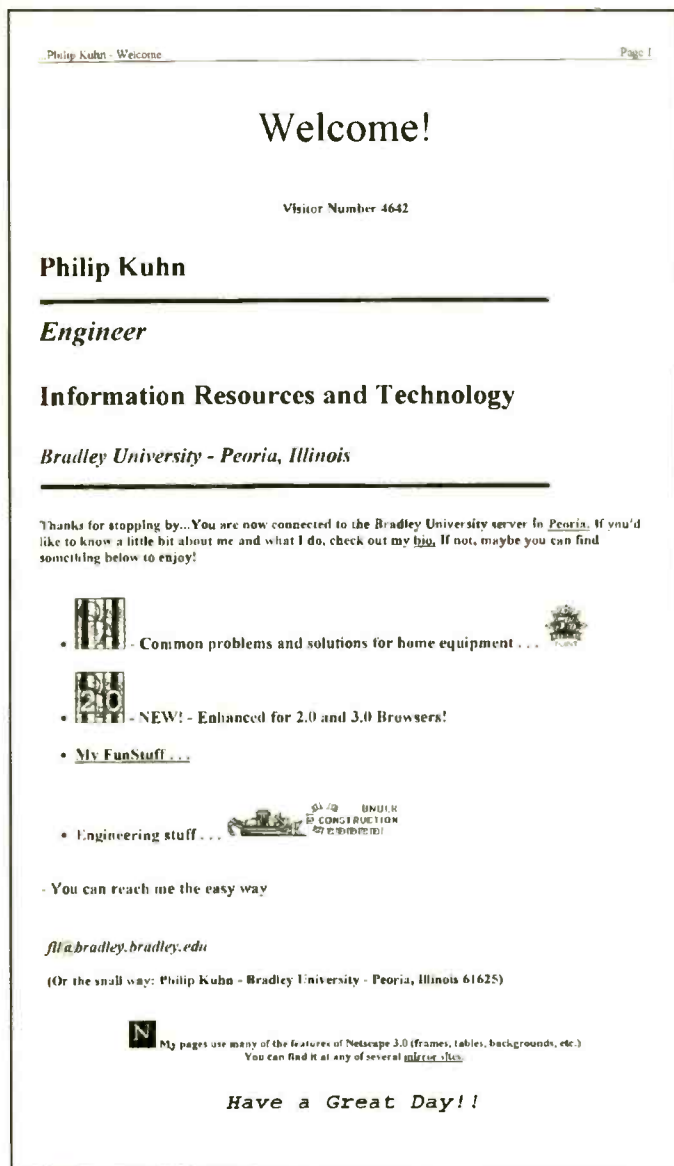 Philip Kuhn - Welcome Page 1
Welcome!
Visitor Number 4642
Philip Kuhn
Engineer
Information Resources and Technology
Bradley University - Peoria, Illinois
Thanks for stopping by...You are now connected to the Bradley University server in Peoria. If you'd
like to know a little bit about me and what I do, check out my bio. If not, maybe you can find
something below to enjoy!
• - Common problems and solutions for home equipment . . .
• 2.0 - NEW! - Enhanced for 2.0 and 3.0 Browsers!
• My FunStuff . . .
• Engineering stuff . . . UNDER
CONSTRUCTION
- You can reach me the easy way
bradley.bradley.edu
(Or the snail way: Philip Kuhn - Bradley University - Peoria, Illinois 61625)
N My pages use many of the features of Netscape 3.0 (frames, tables, backgrounds, etc.)
You can find it at any of several mirror sites.
Have a Great Day!!